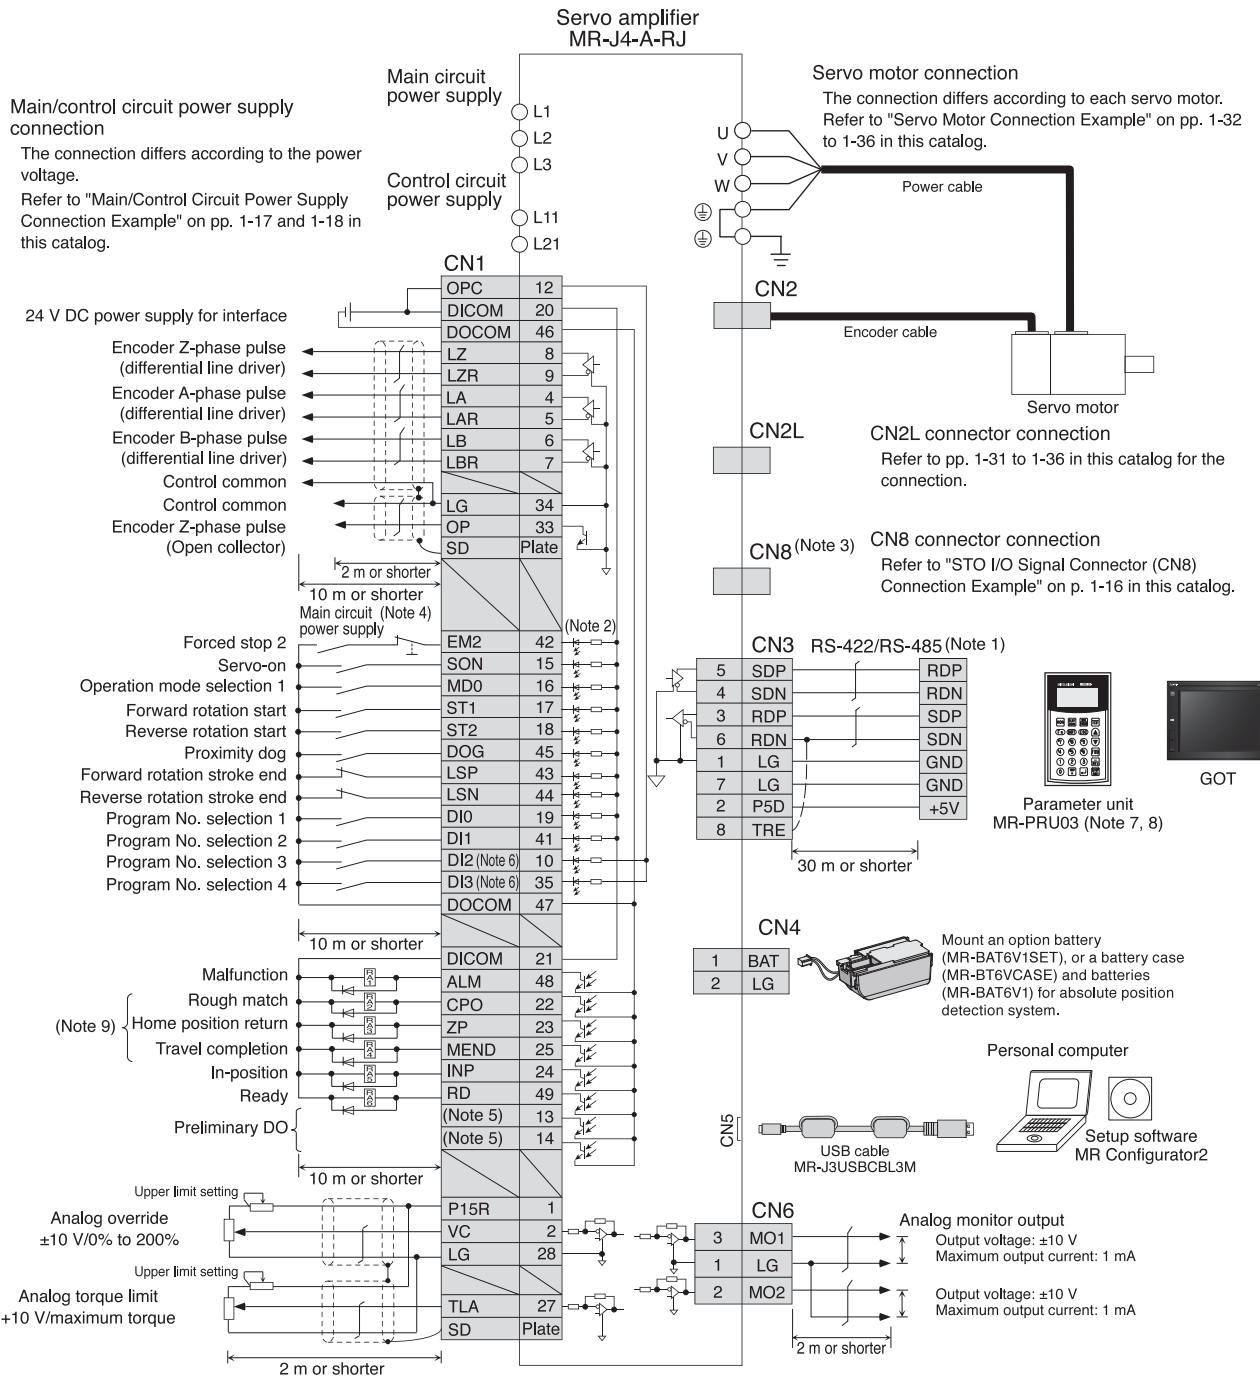 Servo amplifier
MR-J4-A-RJ
Main/control circuit power supply
connection
The connection differs according to the power
voltage.
Refer to "Main/Control Circuit Power Supply
Connection Example" on pp. 1-17 and 1-18 in
this catalog.
Main circuit
power supply
L1
L2
L3
Control circuit
power supply
L11
L21
Servo motor connection
The connection differs according to each servo motor.
Refer to "Servo Motor Connection Example" on pp. 1-32
to 1-36 in this catalog.
U
V
W
Power cable
CN2
Encoder cable
Servo motor
CN2L
CN2L connector connection
Refer to pp. 1-31 to 1-36 in this catalog for the
connection.
CN8 (Note 3)
CN8 connector connection
Refer to "STO I/O Signal Connector (CN8)
Connection Example" on p. 1-16 in this catalog.
CN1
OPC 12
24 V DC power supply for interface
DICOM 20
DOCOM 46
Encoder Z-phase pulse
(differential line driver)
LZ 8
LZR 9
Encoder A-phase pulse
(differential line driver)
LA 4
LAR 5
Encoder B-phase pulse
(differential line driver)
LB 6
LBR 7
Control common
Control common
LG 34
Encoder Z-phase pulse
(Open collector)
OP 33
SD Plate
2 m or shorter
10 m or shorter
Main circuit
power supply
(Note 4)
(Note 2)
Forced stop 2 EM2 42
Servo-on SON 15
Operation mode selection 1 MD0 16
Forward rotation start ST1 17
Reverse rotation start ST2 18
Proximity dog DOG 45
Forward rotation stroke end LSP 43
Reverse rotation stroke end LSN 44
Program No. selection 1 DI0 19
Program No. selection 2 DI1 41
Program No. selection 3 DI2 (Note 6) 10
Program No. selection 4 DI3 (Note 6) 35
DOCOM 47
10 m or shorter
DICOM 21
Malfunction RA1 ALM 48
(Note 9)
Rough match RA2 CPO 22
Home position return RA3 ZP 23
Travel completion RA4 MEND 25
In-position RA5 INP 24
Ready RA6 RD 49
Preliminary DO
(Note 5) 13
(Note 5) 14
10 m or shorter
Upper limit setting
Analog override
±10 V/0% to 200%
P15R 1
VC 2
LG 28
Upper limit setting
Analog torque limit
+10 V/maximum torque
TLA 27
SD Plate
2 m or shorter
CN3
RS-422/RS-485 (Note 1)
5 SDP RDP
4 SDN RDN
3 RDP SDP
6 RDN SDN
1 LG GND
7 LG GND
2 P5D +5V
8 TRE
30 m or shorter
Parameter unit
MR-PRU03 (Note 7, 8)
GOT
CN4
1 BAT
2 LG
Mount an option battery
(MR-BAT6V1SET), or a battery case
(MR-BT6VCASE) and batteries
(MR-BAT6V1) for absolute position
detection system.
CN5
USB cable
MR-J3USBCBL3M
Personal computer
Setup software
MR Configurator2
CN6
3 MO1
1 LG
2 MO2
Analog monitor output
Output voltage: ±10 V
Maximum output current: 1 mA
Output voltage: ±10 V
Maximum output current: 1 mA
2 m or shorter